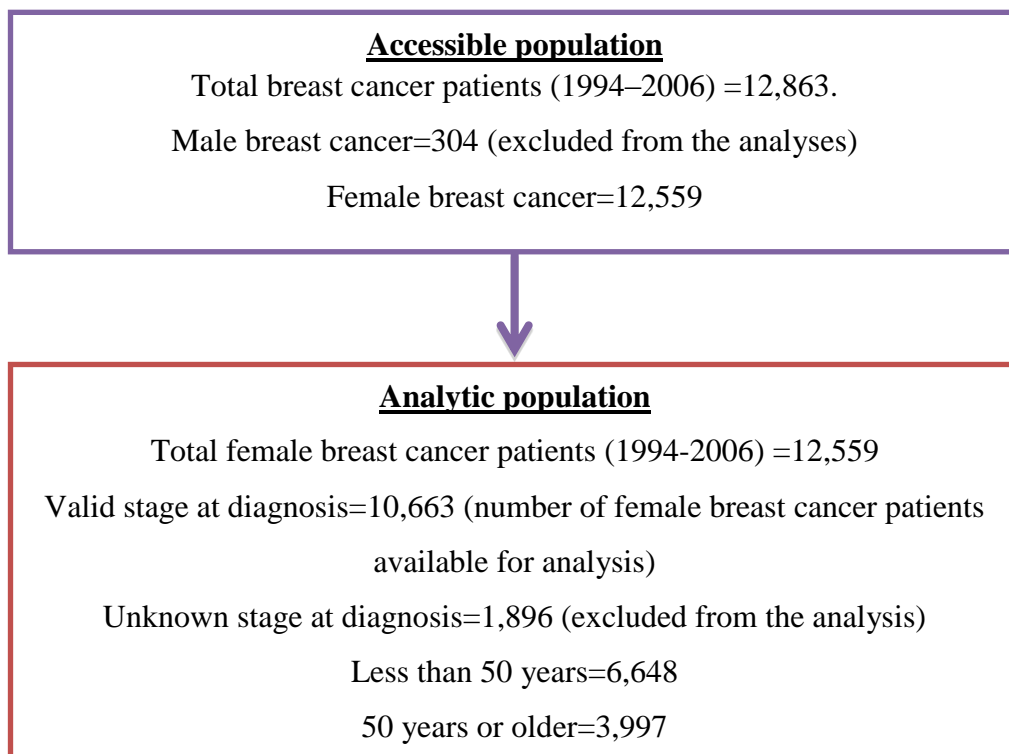 Accessible population
Total breast cancer patients (1994–2006) =12,863.
Male breast cancer=304 (excluded from the analyses)
Female breast cancer=12,559
Analytic population
Total female breast cancer patients (1994-2006) =12,559
Valid stage at diagnosis=10,663 (number of female breast cancer patients
available for analysis)
Unknown stage at diagnosis=1,896 (excluded from the analysis)
Less than 50 years=6,648
50 years or older=3,997